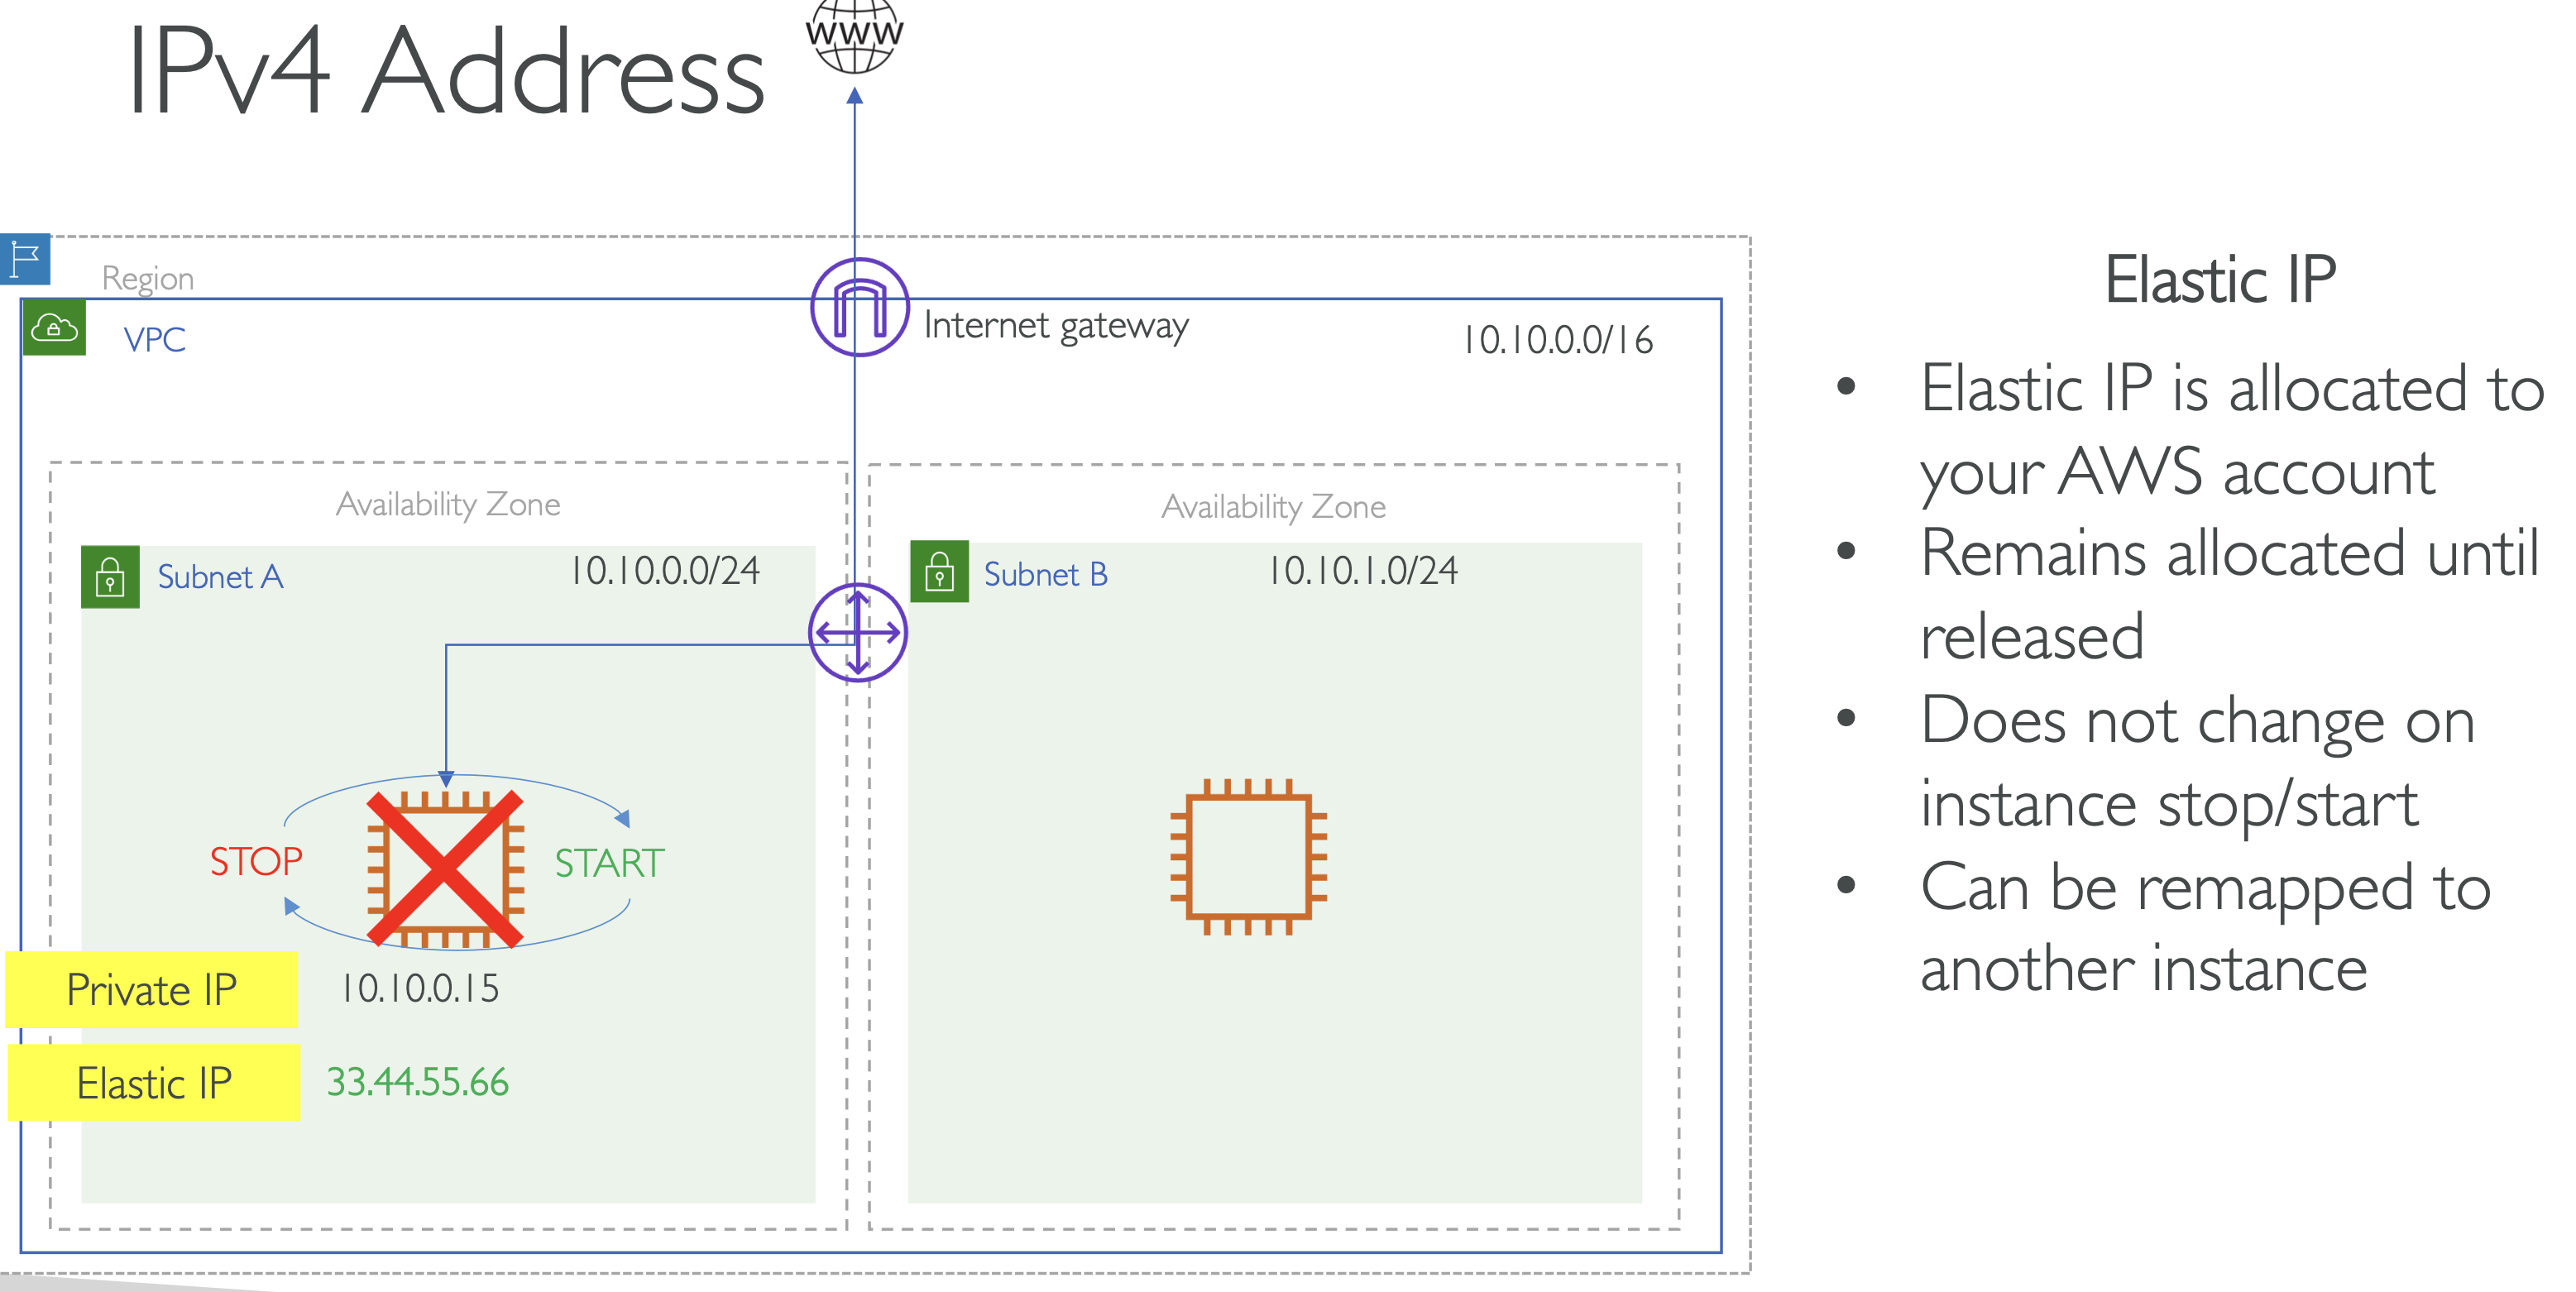 IPv4 Address
WWW
Region
VPC
Internet gateway
10.10.0.0/16
Availability Zone
Subnet A
10.10.0.0/24
STOP
START
Private IP
10.10.0.15
Elastic IP
33.44.55.66
Availability Zone
Subnet B
10.10.1.0/24
Elastic IP
• Elastic IP is allocated to
your AWS account
• Remains allocated until
released
• Does not change on
instance stop/start
• Can be remapped to
another instance